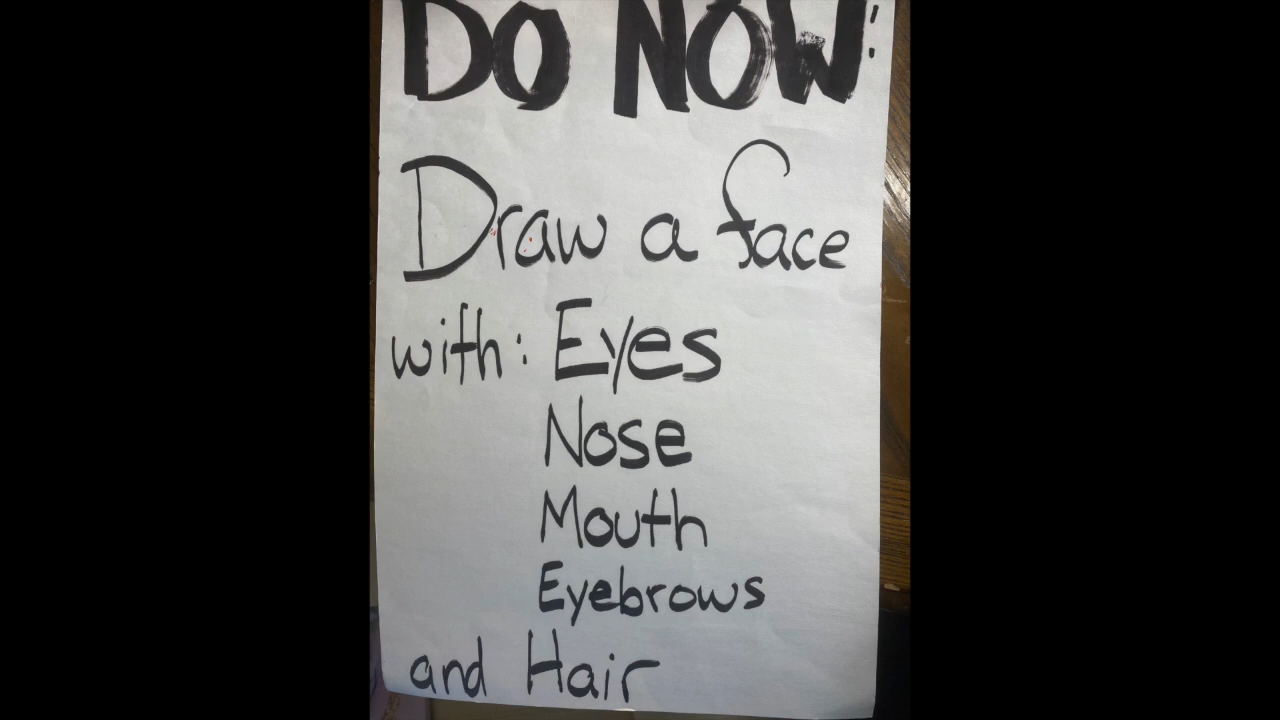 DO NOW:
Draw a face
with: Eyes
Nose
Mouth
Eyebrows
and Hair